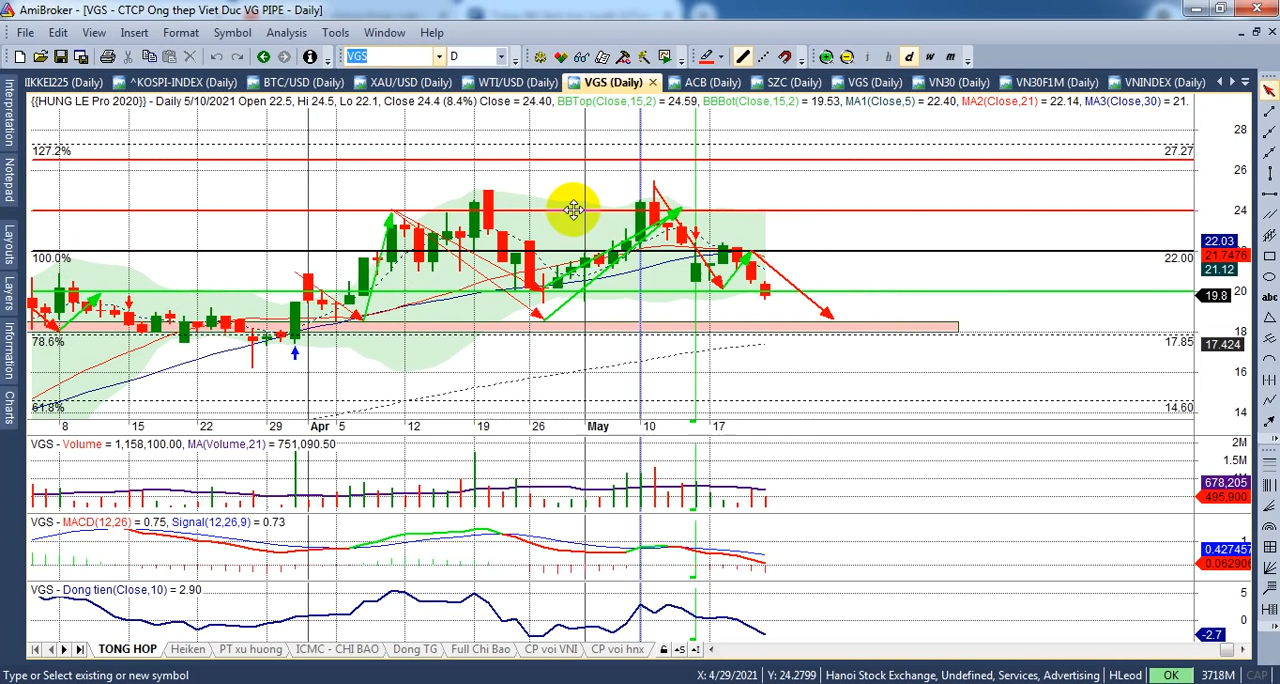 AmiBroker - [VGS - CTCP Ong thep Viet Duc VG PIPE - Daily]
File Edit View Insert Format Symbol Analysis Tools Window Help
VGS D d w m
IIKKEI225 (Daily) ^KOSPI-INDEX (Daily) BTC/USD (Daily) XAU/USD (Daily) WTI/USD (Daily) VGS (Daily) ACB (Daily) SZC (Daily) VGS (Daily) VN30 (Daily) VN30F1M (Daily) VNINDEX (Daily)
{{HUNG LE Pro 2020}} - Daily 5/10/2021 Open 22.5, Hi 24.5, Lo 22.1, Close 24.4 (8.4%) Close = 24.40, BBTop(Close,15,2) = 24.59, BBBot(Close,15,2) = 19.53, MA1(Close,5) = 22.40, MA2(Close,21) = 22.14, MA3(Close,30) = 21.
Interpretation
Notepad
Layouts
Layers
Information
Charts
28
127.2% 27.27
26
24
22.03
21.7476
100.0% 22.00
21.12
20
19.8
18
78.6% 17.85
17.424
16
61.8% 14.60
14
8 15 22 29 Apr 5 12 19 26 May 10 17
VGS - Volume = 1,158,100.00, MA(Volume,21) = 751,090.50
2M
1.5M
678,205
495,900
VGS - MACD(12,26) = 0.75, Signal(12,26,9) = 0.73
1
0.427457
0.062906
VGS - Dong tien(Close,10) = 2.90
5
0
-2.7
abc
TONG HOP Heiken PT xu huong ICMC - CHI BAO Dong TG Full Chi Bao CP voi VNI CP voi hnx
Type or Select existing or new symbol X: 4/29/2021 Y: 24.2799 Hanoi Stock Exchange, Undefined, Services, Advertising HLeod OK 3718M CAP